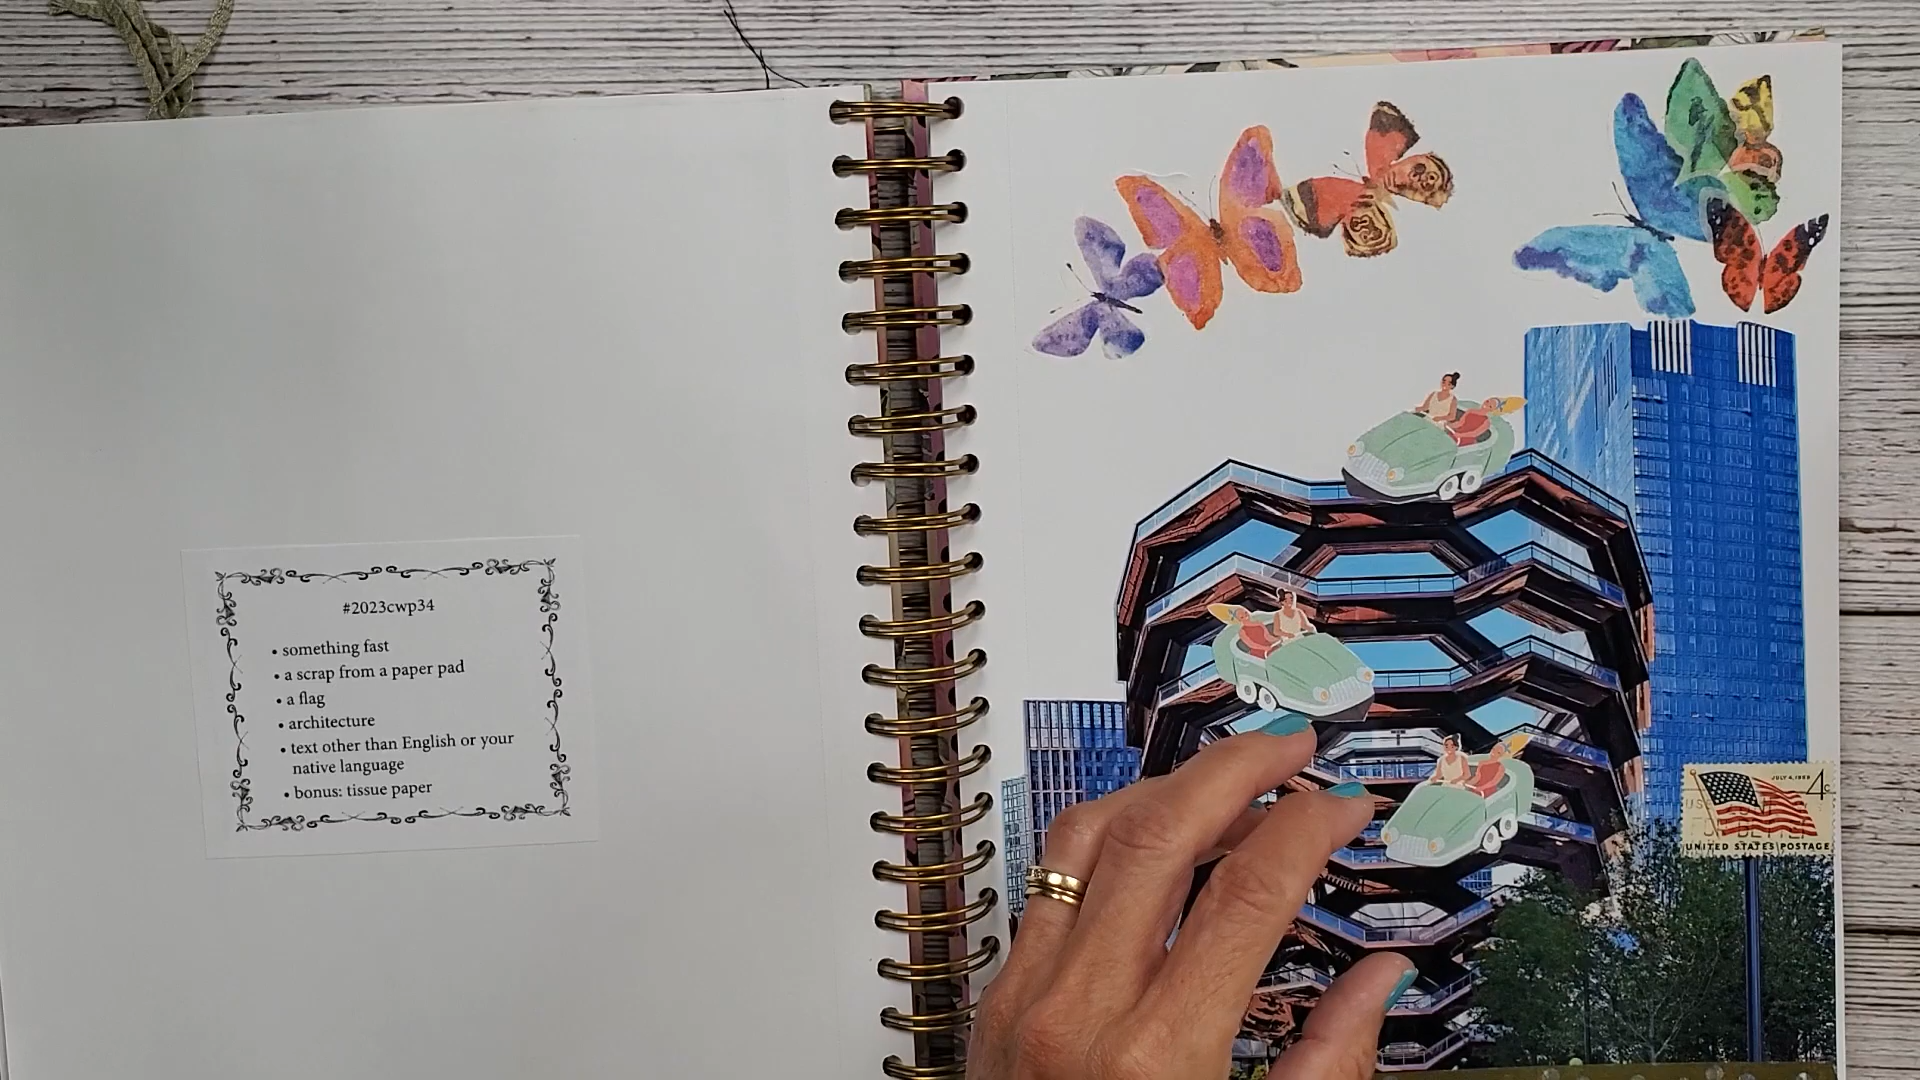 #2023cwp34
• something fast
• a scrap from a paper pad
• a flag
• architecture
• text other than English or your
native language
• bonus: tissue paper
JULY 4, 1960
4c
UNITED STATES POSTAGE